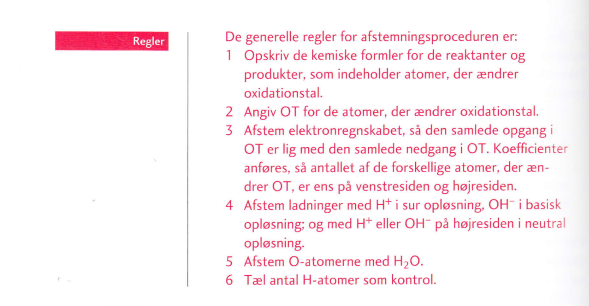 Regler
De generelle regler for afstemningsproceduren er:
1 Opskriv de kemiske formler for de reaktanter og
produkter, som indeholder atomer, der ændrer
oxidationstal.
2 Angiv OT for de atomer, der ændrer oxidationstal.
3 Afstem elektronregnskabet, så den samlede opgang i
OT er lig med den samlede nedgang i OT. Koefficienter
anføres, så antallet af de forskellige atomer, der æn-
drer OT, er ens på venstresiden og højresiden.
4 Afstem ladninger med H⁺ i sur opløsning, OH⁻ i basisk
opløsning; og med H⁺ eller OH⁻ på højresiden i neutral
opløsning.
5 Afstem O-atomerne med H₂O.
6 Tæl antal H-atomer som kontrol.